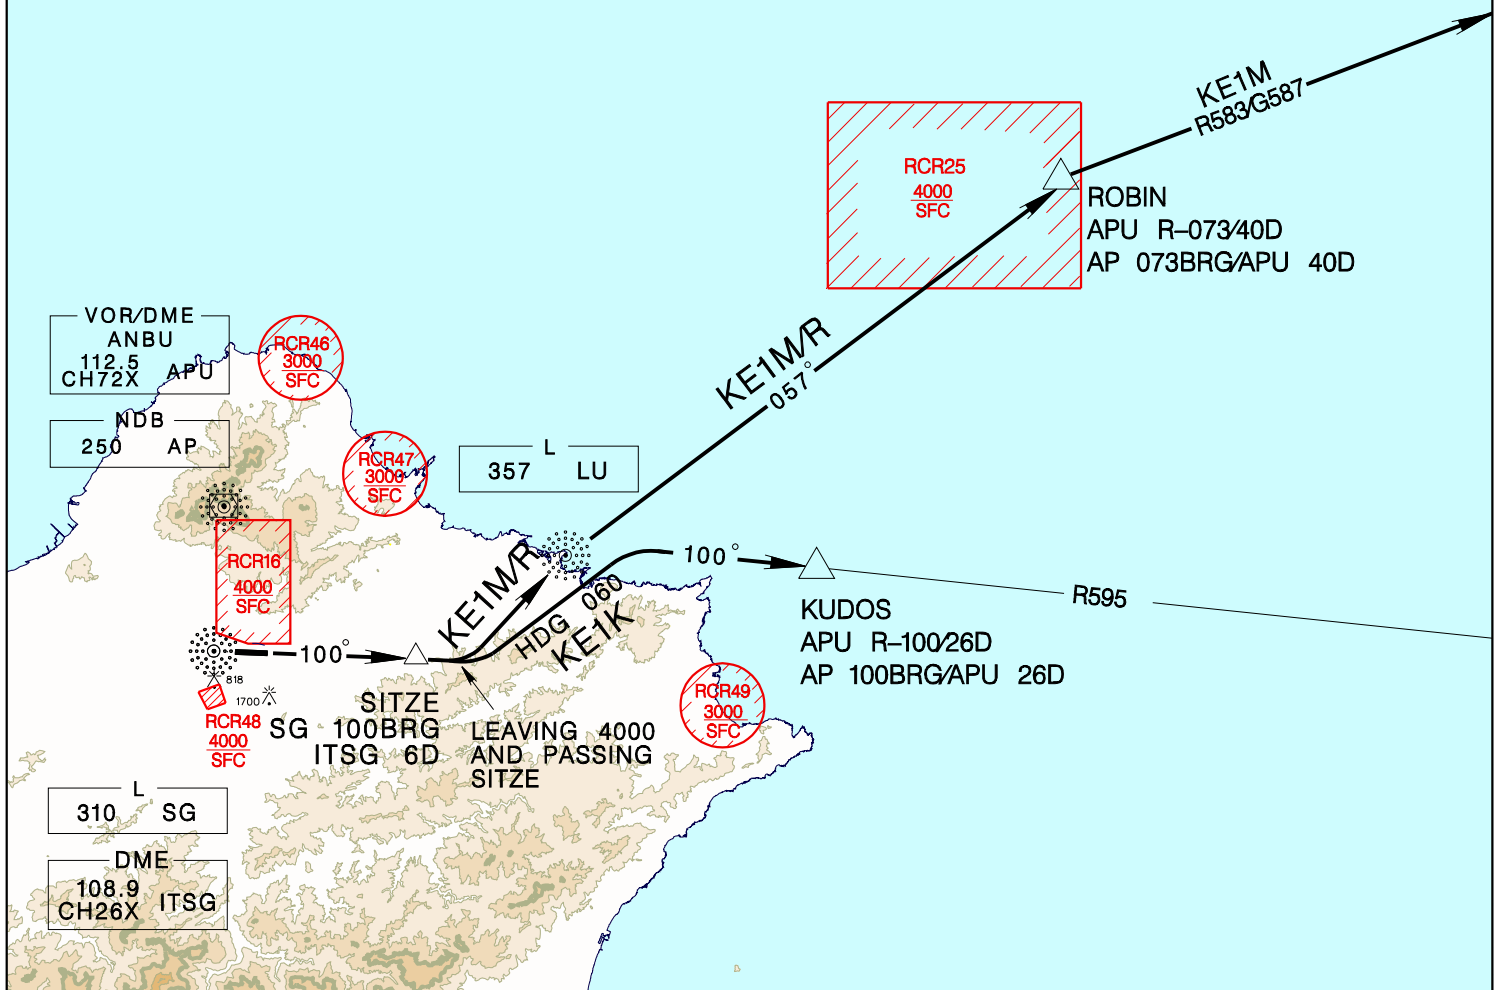 KE1M
R583/G587
RCR25
4000
SFC
ROBIN
APU R-073/40D
AP 073BRG/APU 40D
VOR/DME
ANBU
112.5
CH72X APU
RCR46
3000
SFC
KE1M/R
057°
NDB
250 AP
RCR47
3000
SFC
L
357 LU
RCR16
4000
SFC
KE1M/R
100°
HDG 060
KE1K
R595
KUDOS
APU R-100/26D
AP 100BRG/APU 26D
100°
818
1700
RCR48
4000
SFC
SITZE
SG 100BRG
ITSG 6D
LEAVING 4000
AND PASSING
SITZE
RCR49
3000
SFC
L
310 SG
DME
108.9
CH26X ITSG